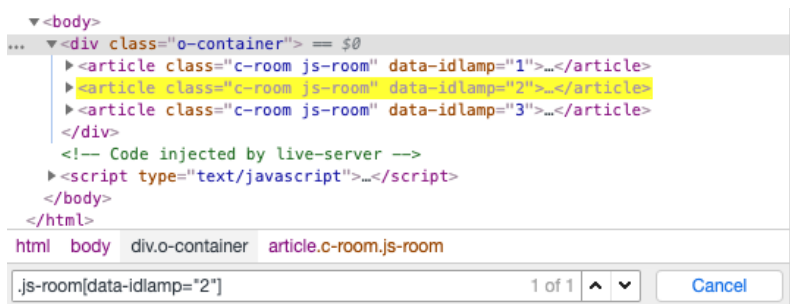 ▼<body>
... ▼<div class="o-container"> == $0
▶<article class="c-room js-room" data-idlamp="1">…</article>
▶<article class="c-room js-room" data-idlamp="2">…</article>
▶<article class="c-room js-room" data-idlamp="3">…</article>
</div>
<!-- Code injected by live-server -->
▶<script type="text/javascript">…</script>
</body>
</html>
html body div.o-container article.c-room.js-room
.js-room[data-idlamp="2"] 1 of 1 Cancel